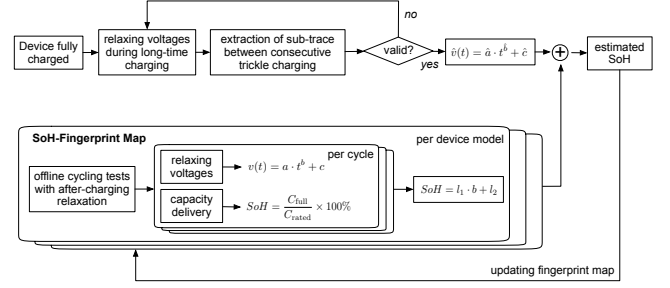 no
Device fully
charged
relaxing voltages
during long-time
charging
extraction of sub-trace
between consecutive
trickle charging
valid?
yes
v̂(t) = â · t^b̂ + ĉ
estimated
SoH
SoH-Fingerprint Map
per device model
offline cycling tests
with after-charging
relaxation
per cycle
relaxing
voltages
v(t) = a · t^b + c
capacity
delivery
SoH = C_full / C_rated × 100%
SoH = l_1 · b + l_2
updating fingerprint map